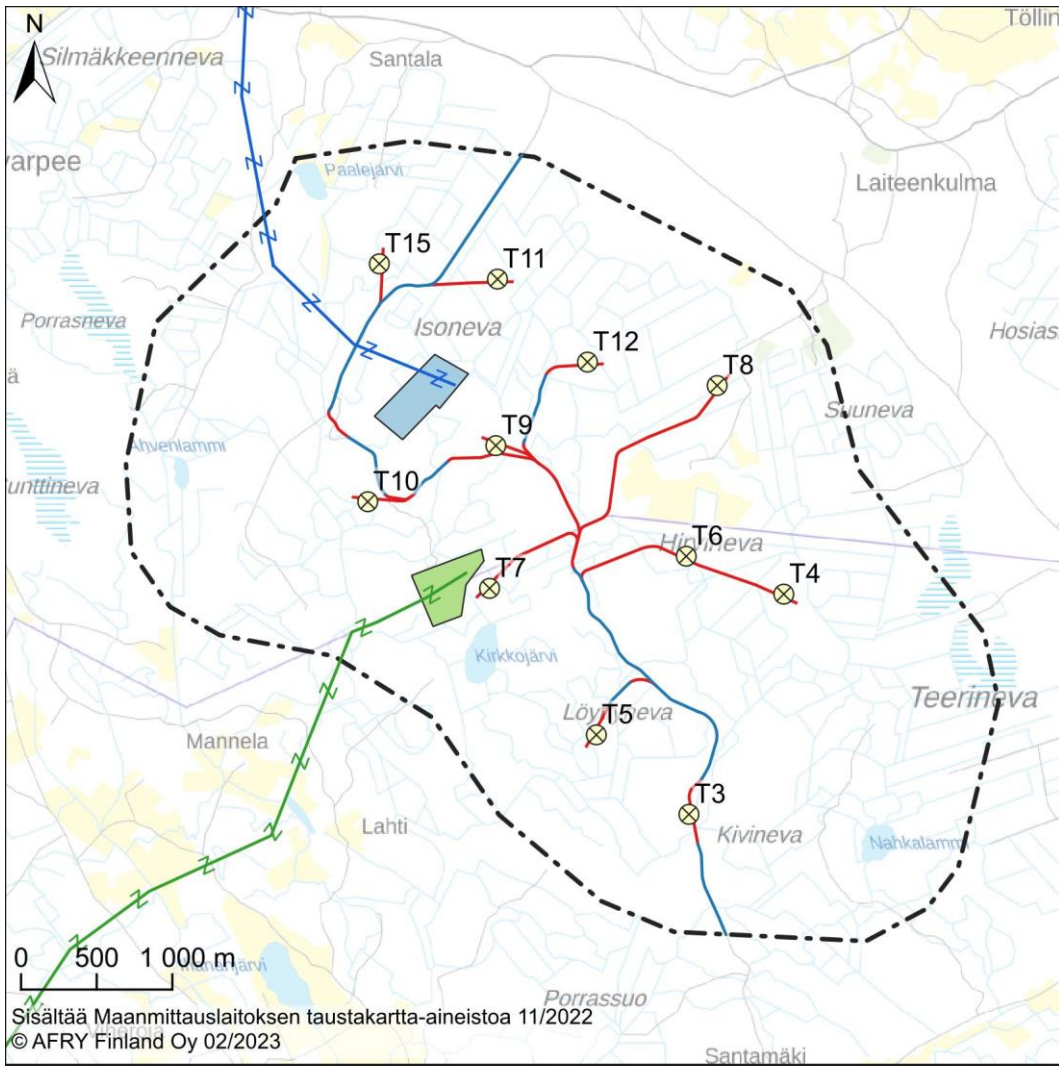 N
Silmäkkeenneva
Santala
Töllin
varpee
Paalejärvi
Laiteenkulma
T15
T11
Porrasneva
Isoneva
Hosias
T12
T8
ä
Suuneva
T9
Ahvenlammi
unttineva
T10
T6
Hirvineva
T7
T4
Kirkkojärvi
Teerineva
Mannela
T5
T3
Lahti
Kivineva
Nahkalammi
0 500 1 000 m
Porrassuo
Sisältää Maanmittauslaitoksen taustakartta-aineistoa 11/2022
© AFRY Finland Oy 02/2023
Santamäki